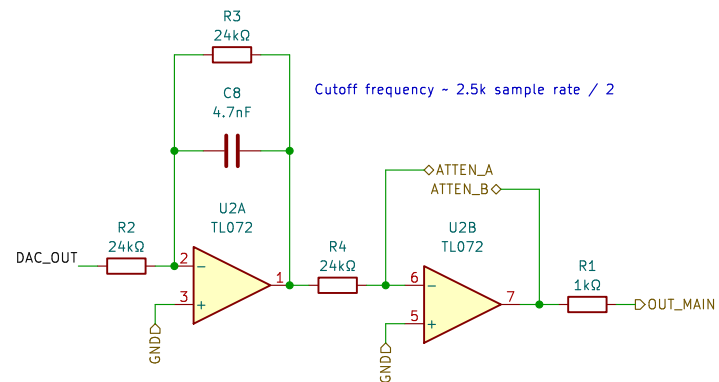 R3
24kΩ
Cutoff frequency ~ 2.5k sample rate / 2
C8
4.7nF
ATTEN_A
ATTEN_B
U2A
TL072
U2B
TL072
R2
24kΩ
R4
24kΩ
DAC_OUT
2
-
1
3
+
6
-
7
5
+
R1
1kΩ
OUT_MAIN
GND
GND